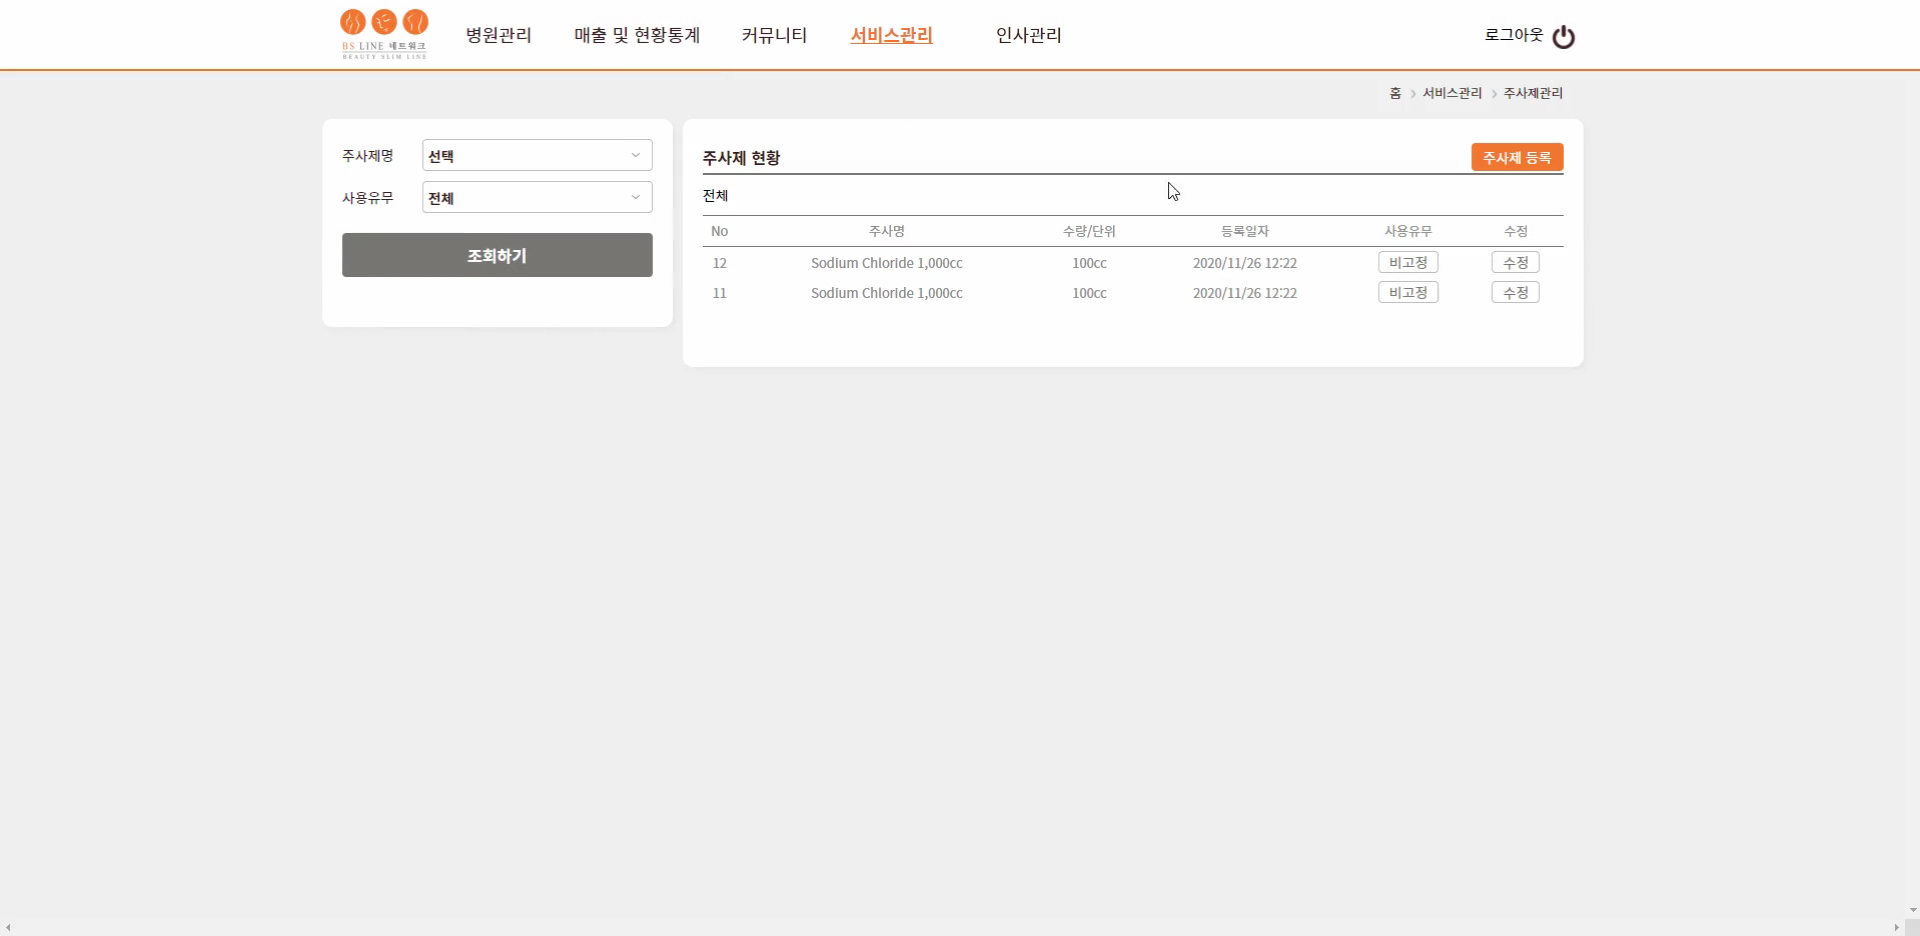 BS LINE 네트워크
BEAUTY SLIM LINE
병원관리 매출 및 현황통계 커뮤니티 서비스관리 인사관리 로그아웃
홈 > 서비스관리 > 주사제관리
주사제명 선택
사용유무 전체
조회하기
주사제 현황 주사제 등록
전체
No 주사명 수량/단위 등록일자 사용유무 수정
12 Sodium Chloride 1,000cc 100cc 2020/11/26 12:22 비고정 수정
11 Sodium Chloride 1,000cc 100cc 2020/11/26 12:22 비고정 수정